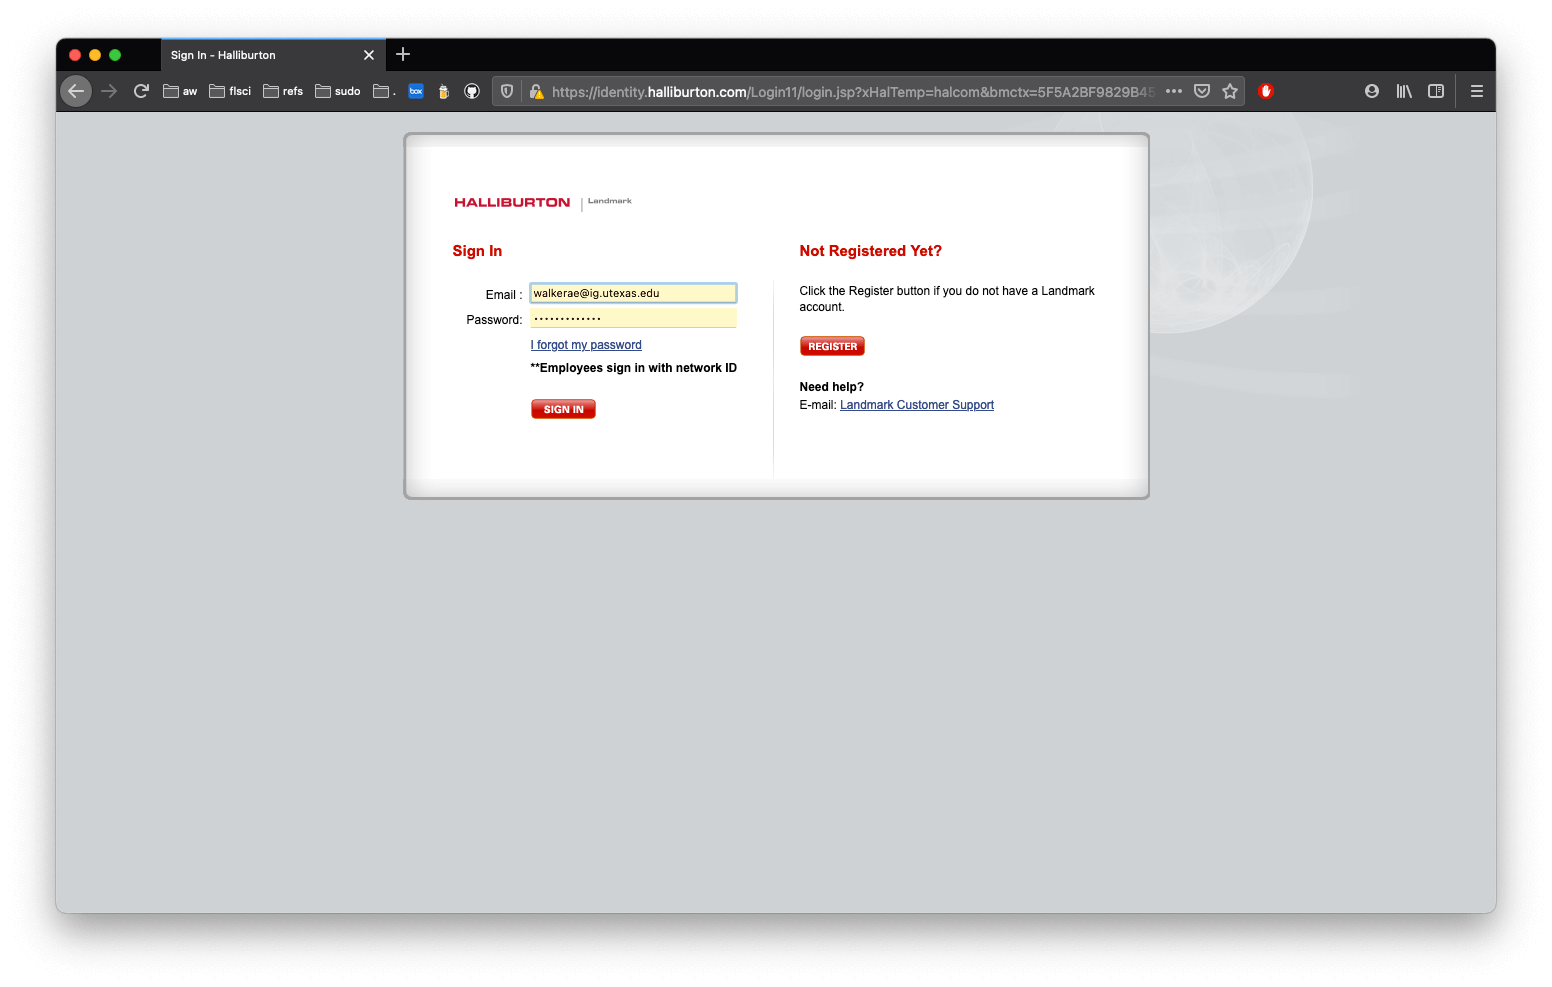 Sign In - Halliburton
aw flsci refs sudo .
box
https://identity.halliburton.com/Login11/login.jsp?xHalTemp=halcom&bmctx=5F5A2BF9829B45
HALLIBURTON | Landmark
Sign In
Email :
walkerae@ig.utexas.edu
Password:
•••••••••••••
I forgot my password
**Employees sign in with network ID
SIGN IN
Not Registered Yet?
Click the Register button if you do not have a Landmark
account.
REGISTER
Need help?
E-mail: Landmark Customer Support